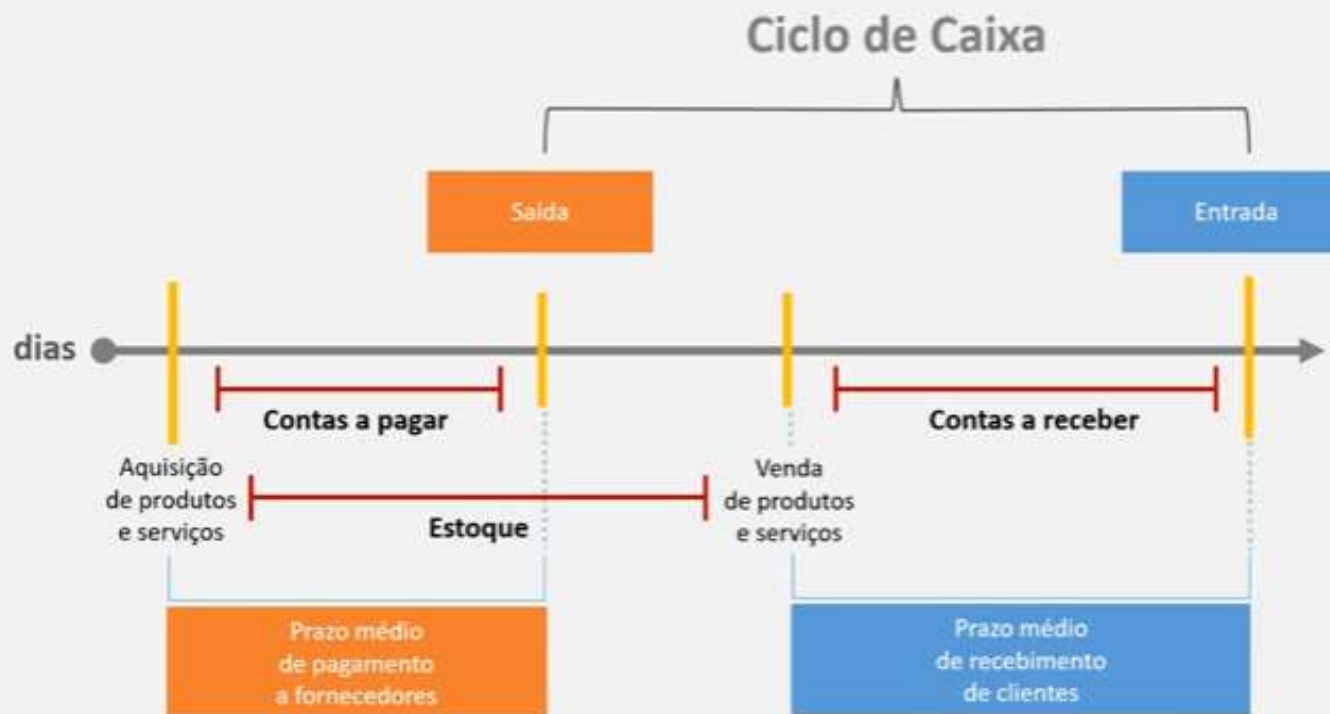 Ciclo de Caixa
Saída
Entrada
dias
Contas a pagar
Contas a receber
Aquisição
de produtos
e serviços
Estoque
Venda
de produtos
e serviços
Prazo médio
de pagamento
a fornecedores
Prazo médio
de recebimento
de clientes